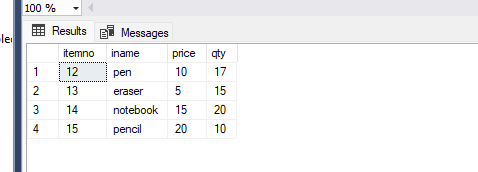 100 %
Results Messages
itemno iname price qty
1 12 pen 10 17
2 13 eraser 5 15
3 14 notebook 15 20
4 15 pencil 20 10